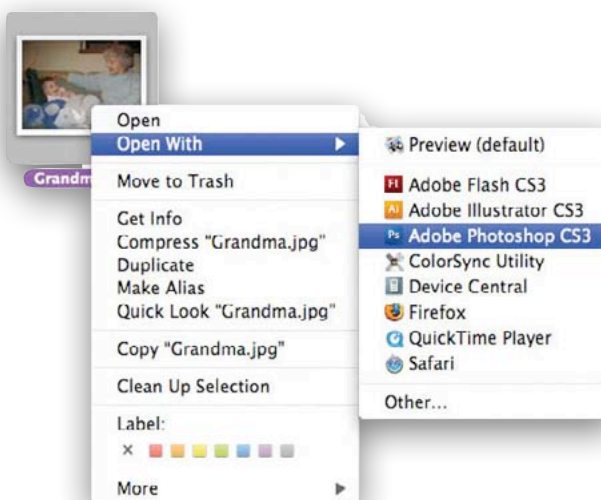 Grandm
Open
Open With
Move to Trash
Get Info
Compress "Grandma.jpg"
Duplicate
Make Alias
Quick Look "Grandma.jpg"
Copy "Grandma.jpg"
Clean Up Selection
Label:
More
Preview (default)
Adobe Flash CS3
Adobe Illustrator CS3
Adobe Photoshop CS3
ColorSync Utility
Device Central
Firefox
QuickTime Player
Safari
Other...